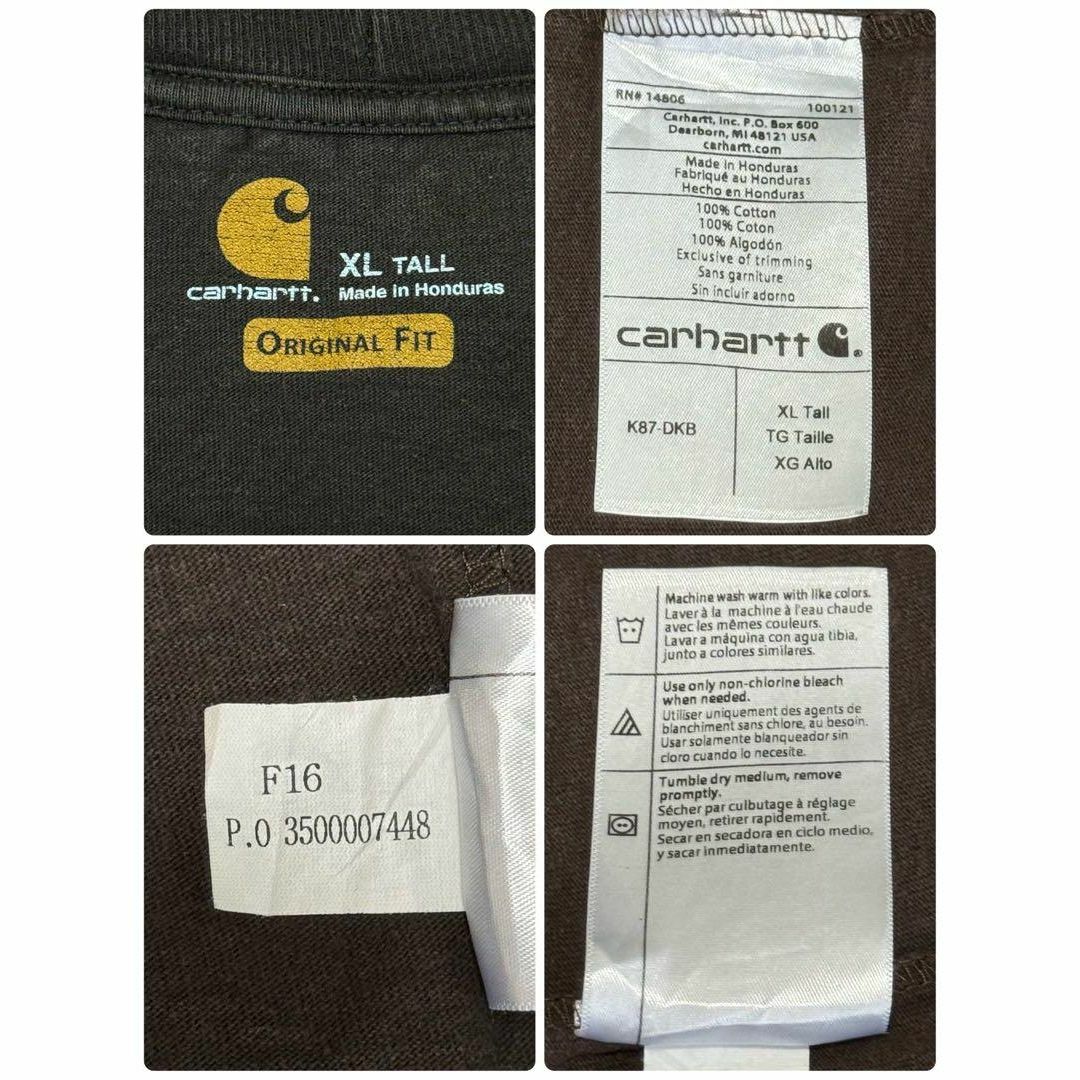 carhartt.
XL TALL
Made in Honduras
ORIGINAL FIT
RN# 14806 100121
Carhartt, Inc. P.O. Box 600
Dearborn, MI 48121 USA
carhartt.com
Made in Honduras
Fabriqué au Honduras
Hecho en Honduras
100% Cotton
100% Coton
100% Algodón
Exclusive of trimming
Sans garniture
Sin incluir adorno
carhartt ®
K87-DKB
XL Tall
TG Taille
XG Alto
F16
P.O 3500007448
Machine wash warm with like colors.
Laver à la machine à l'eau chaude
avec les mêmes couleurs.
Lavar a máquina con agua tibia,
junto a colores similares.
Use only non-chlorine bleach
when needed.
Utiliser uniquement des agents de
blanchiment sans chlore, au besoin.
Usar solamente blanqueador sin
cloro cuando lo necesite.
Tumble dry medium, remove
promptly.
Sécher par culbutage à réglage
moyen, retirer rapidement.
Secar en secadora en ciclo medio,
y sacar inmediatamente.